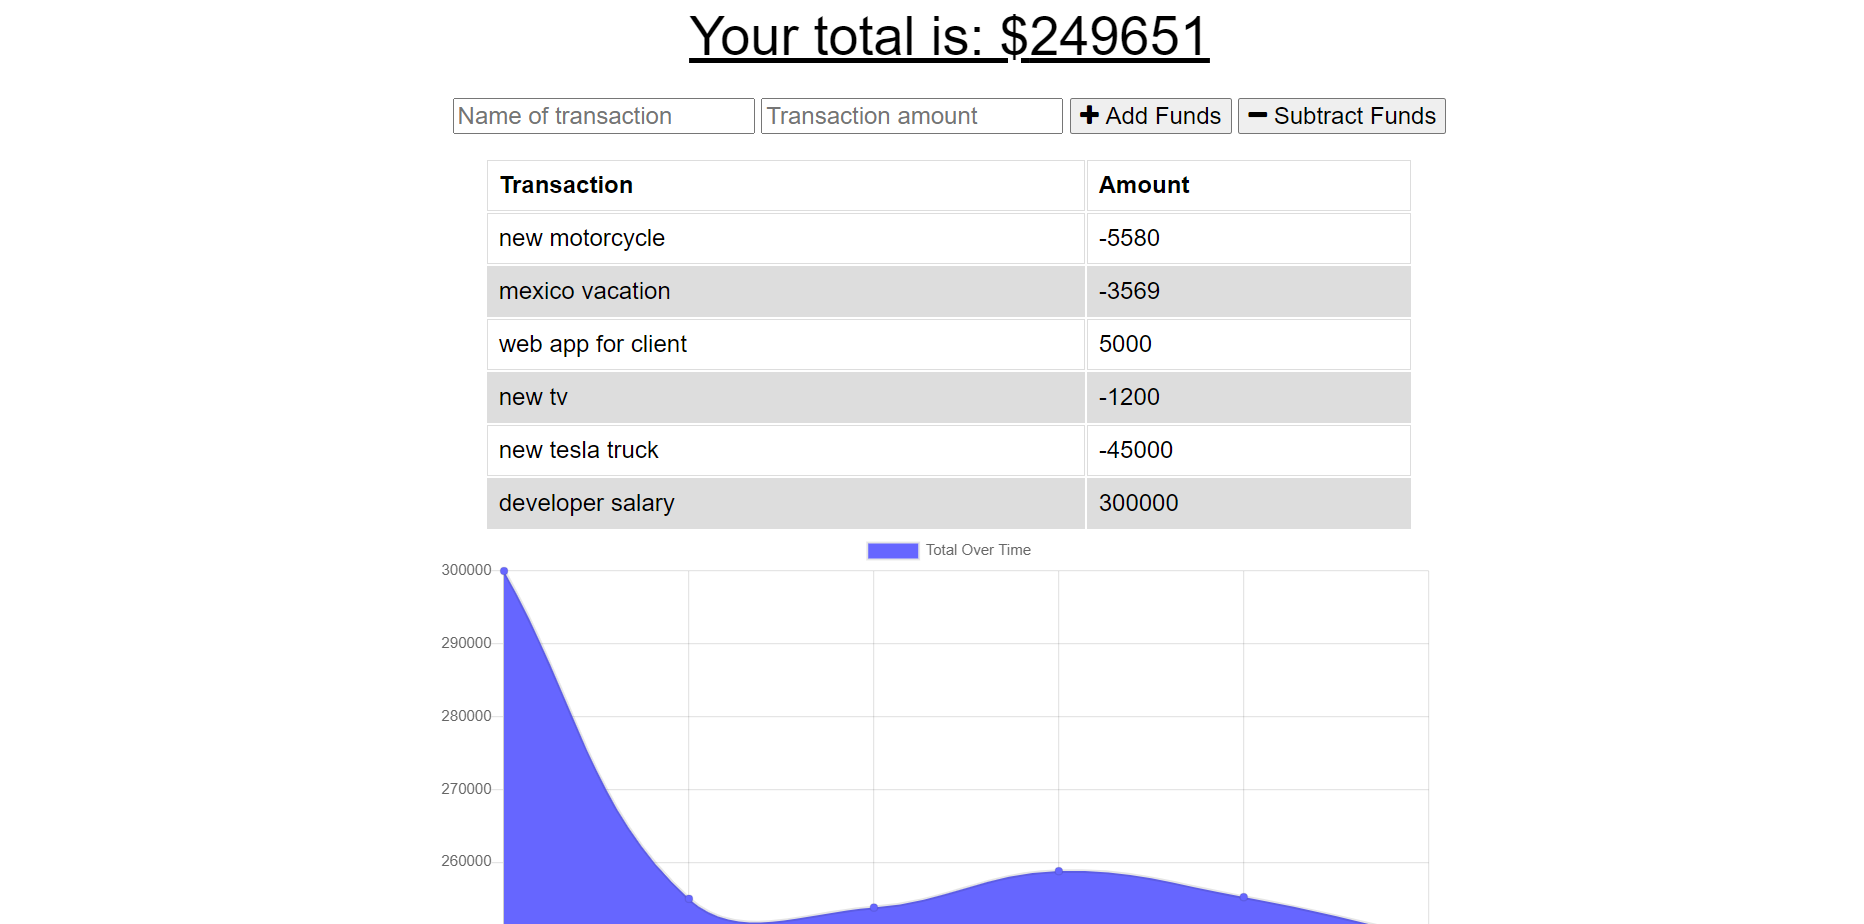 Your total is: $249651
Name of transaction Transaction amount Add Funds Subtract Funds
Transaction Amount
new motorcycle -5580
mexico vacation -3569
web app for client 5000
new tv -1200
new tesla truck -45000
developer salary 300000
Total Over Time
300000
290000
280000
270000
260000